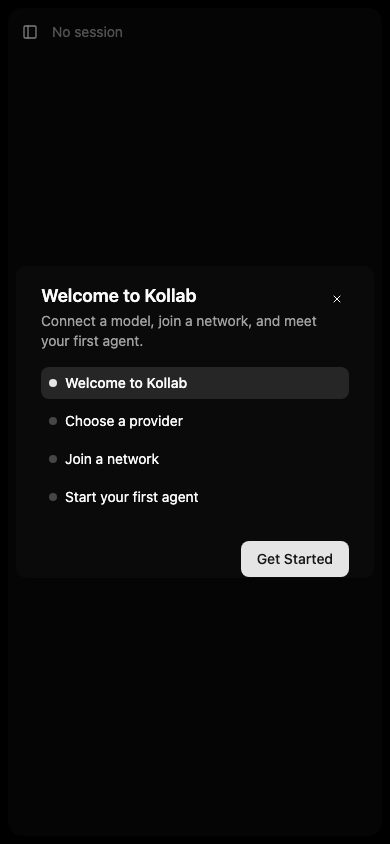 No session
Welcome to Kollab
Connect a model, join a network, and meet
your first agent.
Welcome to Kollab
Choose a provider
Join a network
Start your first agent
Get Started